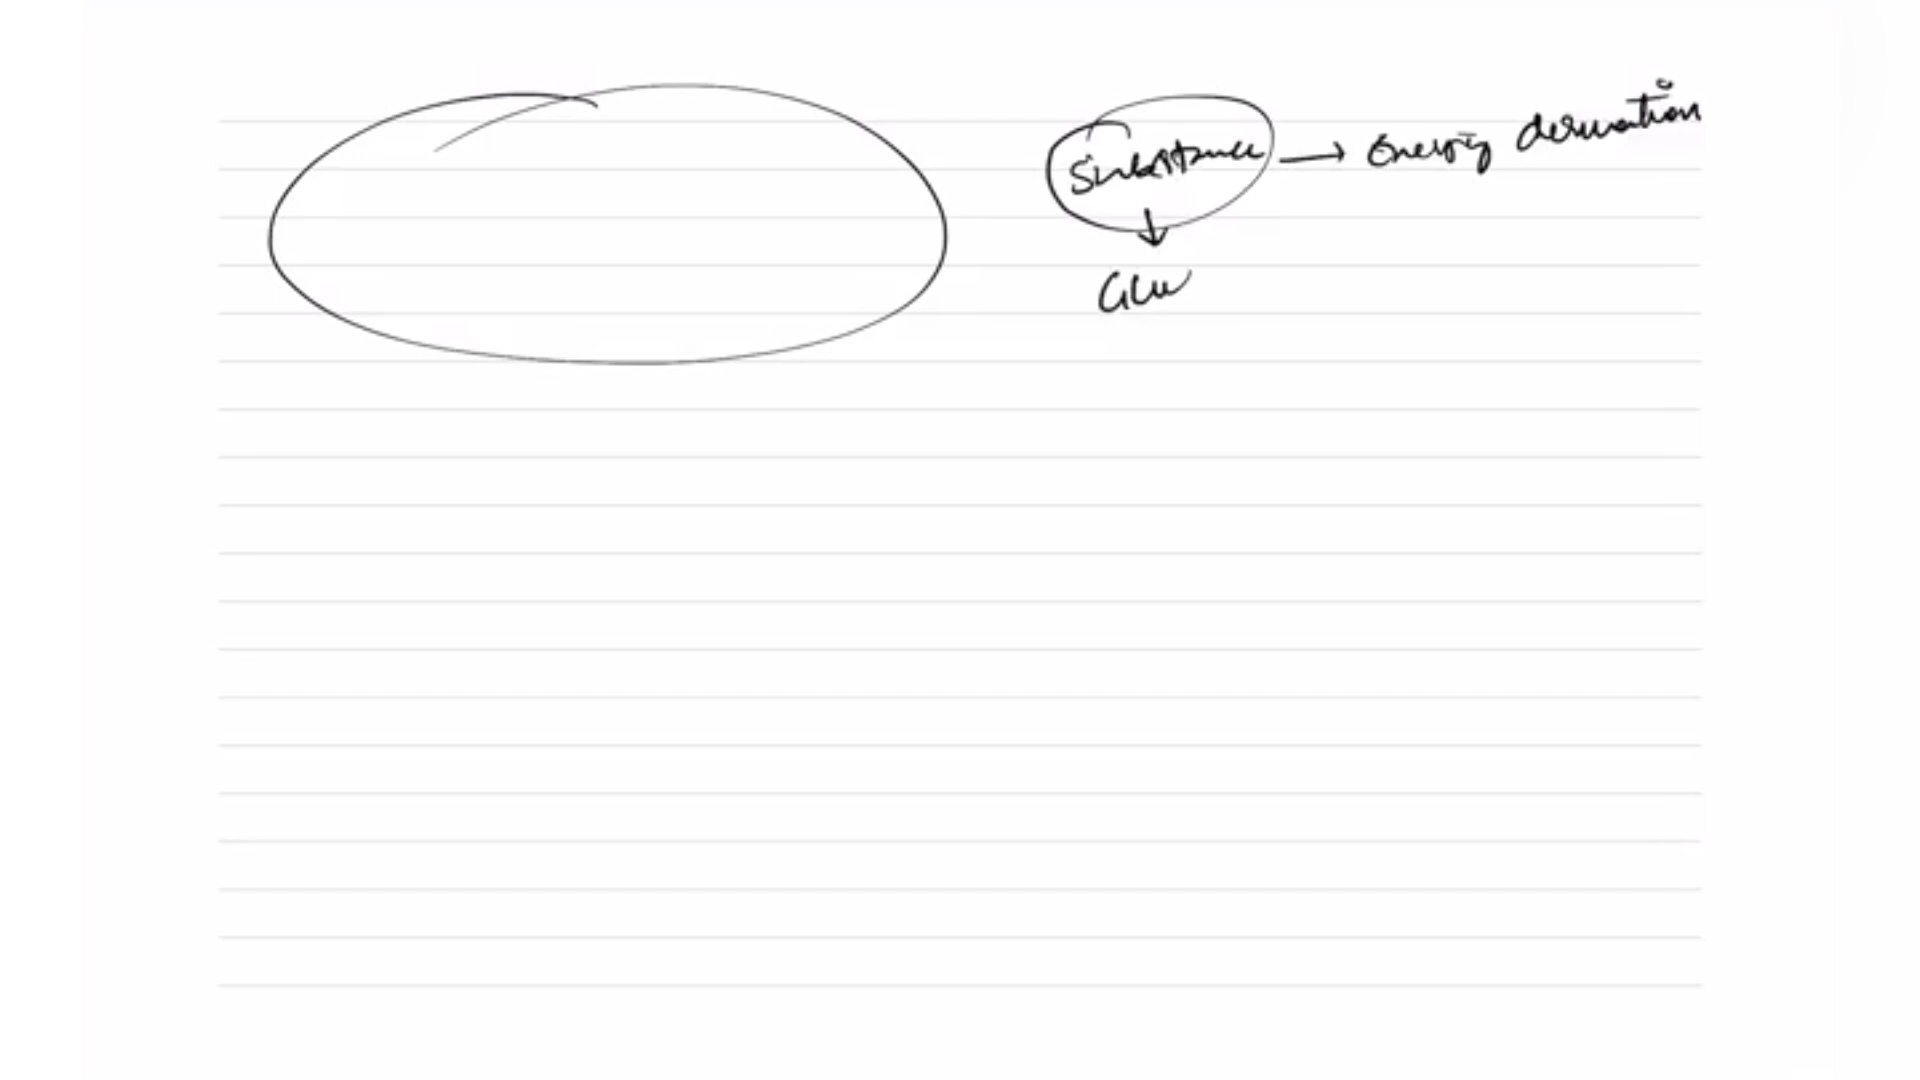 Substance → Energy derivation
↓
Glu